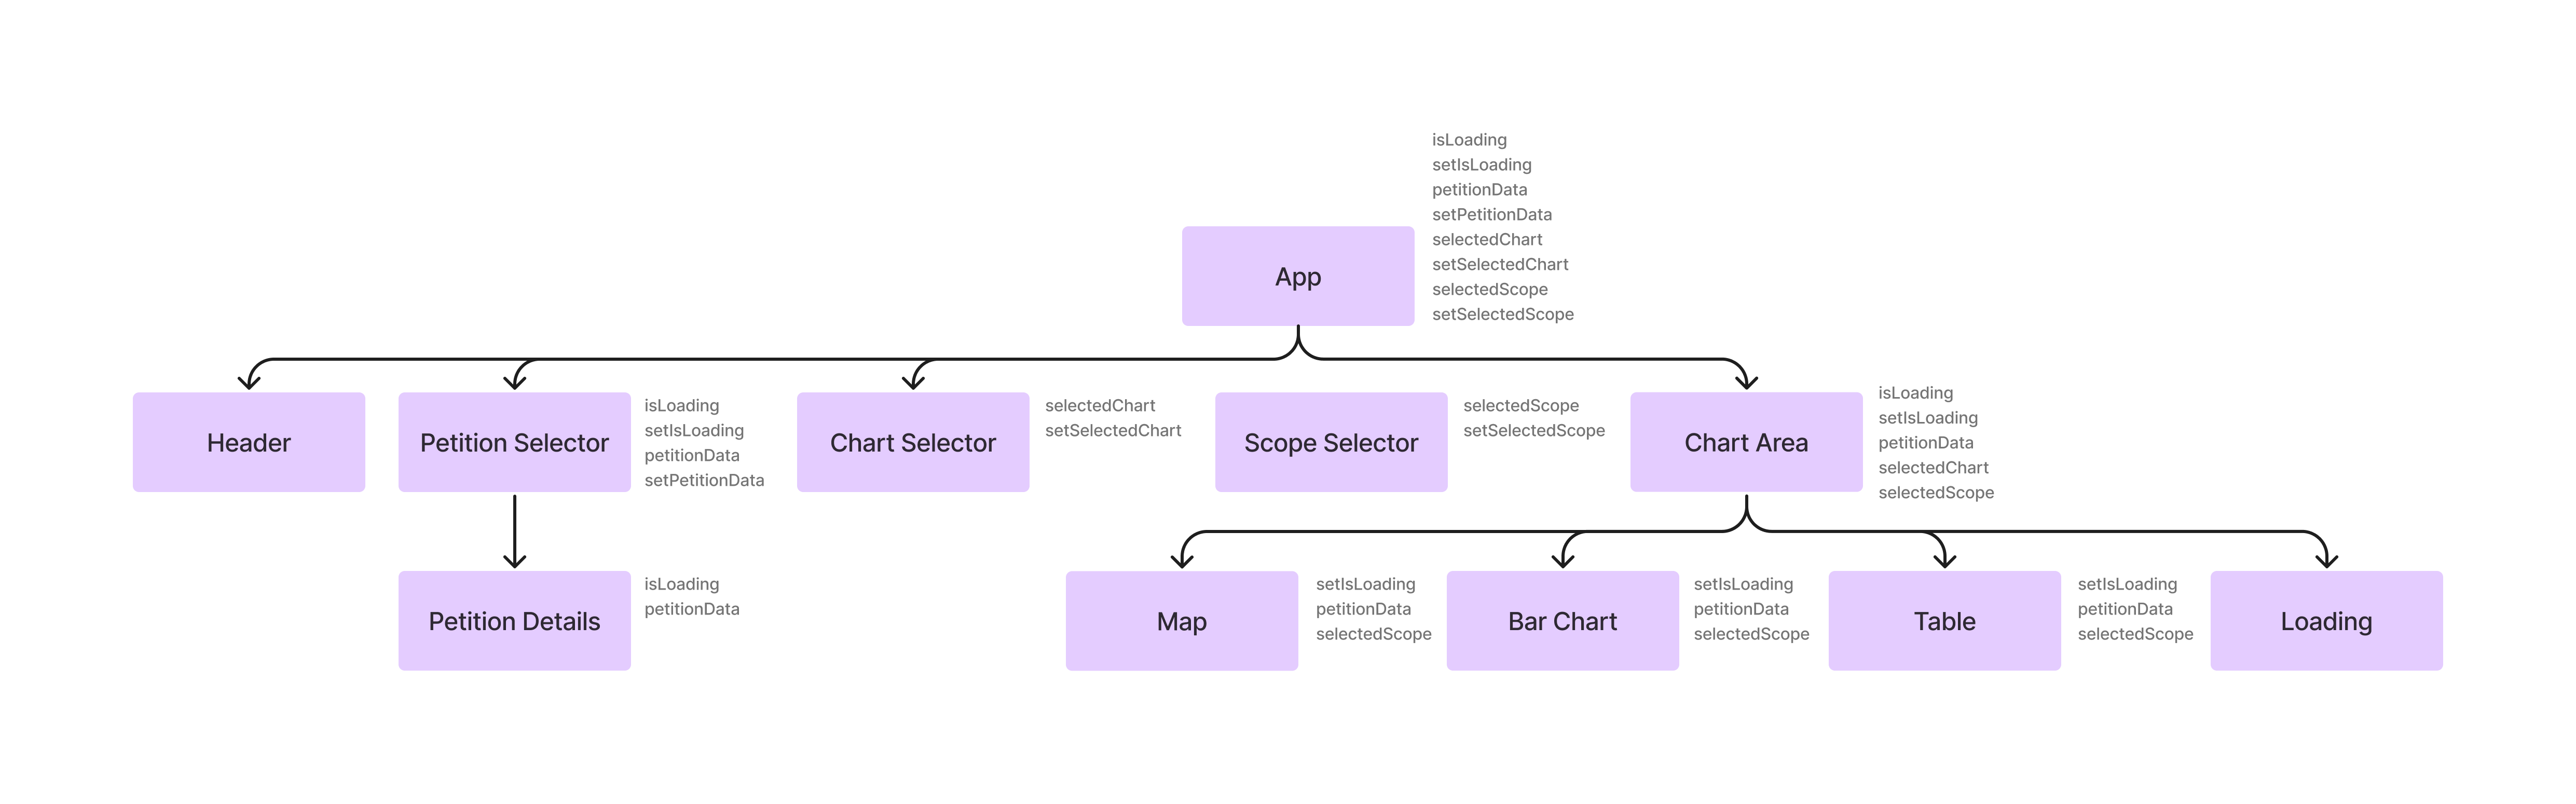 isLoading
setIsLoading
petitionData
setPetitionData
selectedChart
setSelectedChart
selectedScope
setSelectedScope
App
Header
Petition Selector
isLoading
setIsLoading
petitionData
setPetitionData
Chart Selector
selectedChart
setSelectedChart
Scope Selector
selectedScope
setSelectedScope
Chart Area
isLoading
setIsLoading
petitionData
selectedChart
selectedScope
Petition Details
isLoading
petitionData
Map
setIsLoading
petitionData
selectedScope
Bar Chart
setIsLoading
petitionData
selectedScope
Table
setIsLoading
petitionData
selectedScope
Loading